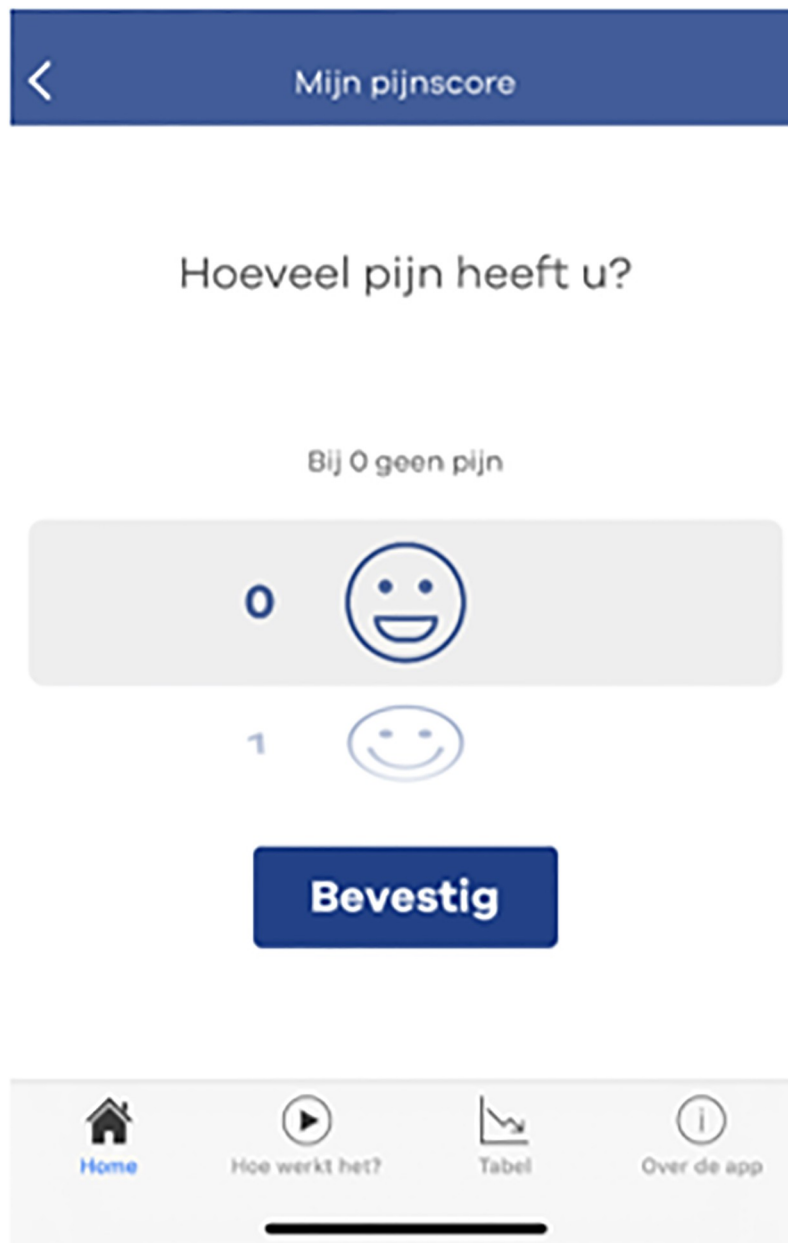 Mijn pijnscore
Hoeveel pijn heeft u?
Bij 0 geen pijn
0
1
Bevestig
Home
Hoe werkt het?
Tabel
Over de app